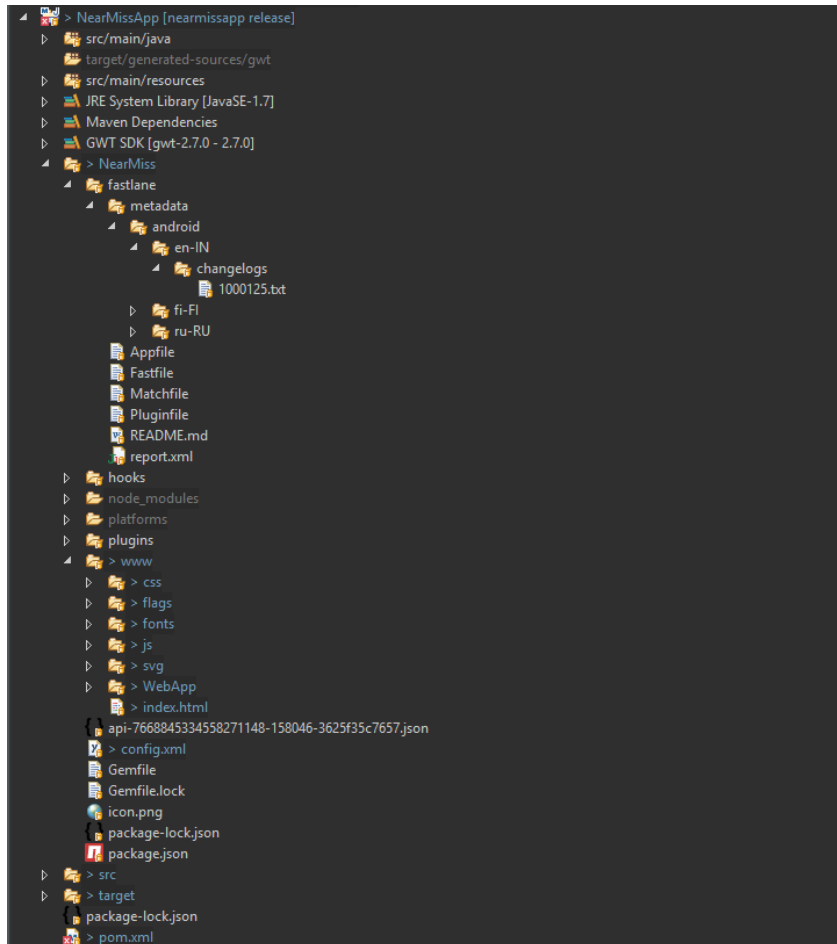 > NearMissApp [nearmissapp release]
src/main/java
target/generated-sources/gwt
src/main/resources
JRE System Library [JavaSE-1.7]
Maven Dependencies
GWT SDK [gwt-2.7.0 - 2.7.0]
> NearMiss
fastlane
metadata
android
en-IN
changelogs
1000125.txt
fi-FI
ru-RU
Appfile
Fastfile
Matchfile
Pluginfile
README.md
report.xml
hooks
node_modules
platforms
plugins
> www
> css
> flags
> fonts
> js
> svg
> WebApp
> index.html
api-7668845334558271148-158046-3625f35c7657.json
> config.xml
Gemfile
Gemfile.lock
icon.png
package-lock.json
package.json
> src
> target
package-lock.json
> pom.xml